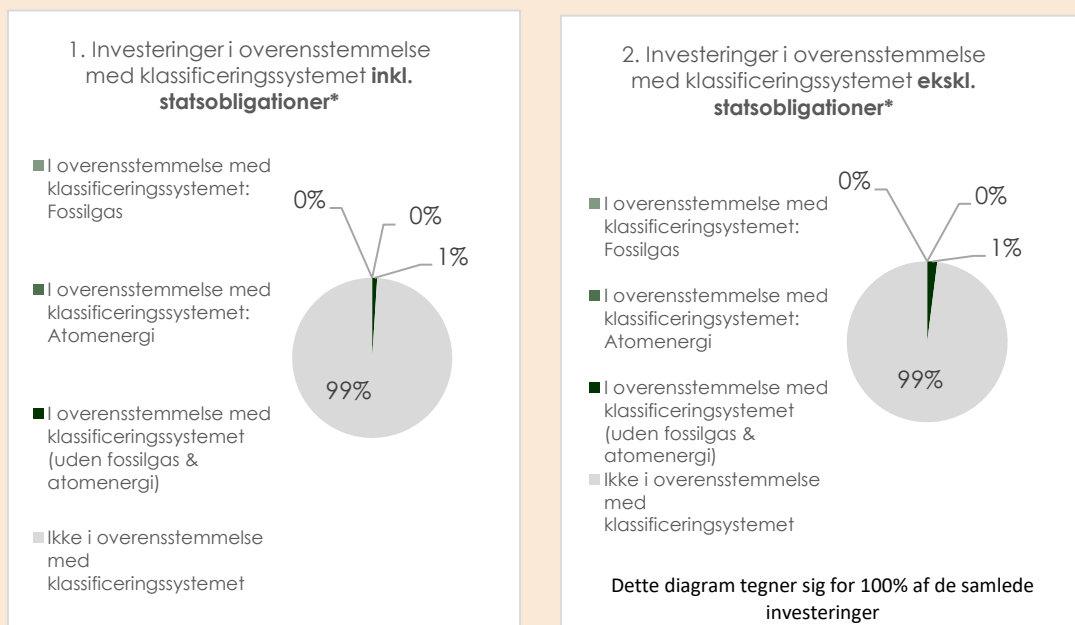 1. Investeringer i overensstemmelse
med klassificeringssystemet inkl.
statsobligationer*
I overensstemmelse med
klassificeringssystemet:
Fossilgas
I overensstemmelse med
klassificeringsystemet:
Atomenergi
I overensstemmelse med
klassificeringssystemet
(uden fossilgas &
atomenergi)
Ikke i overensstemmelse
med
klassificeringssystemet
0%
0%
1%
99%
2. Investeringer i overensstemmelse
med klassificeringssystemet ekskl.
statsobligationer*
I overensstemmelse med
klassificeringsystemet:
Fossilgas
I overensstemmelse med
klassificeringssystemet:
Atomenergi
I overensstemmelse med
klassificeringssystemet
(uden fossilgas &
atomenergi)
Ikke i overensstemmelse
med
klassificeringsystemet
0%
0%
1%
99%
Dette diagram tegner sig for 100% af de samlede
investeringer